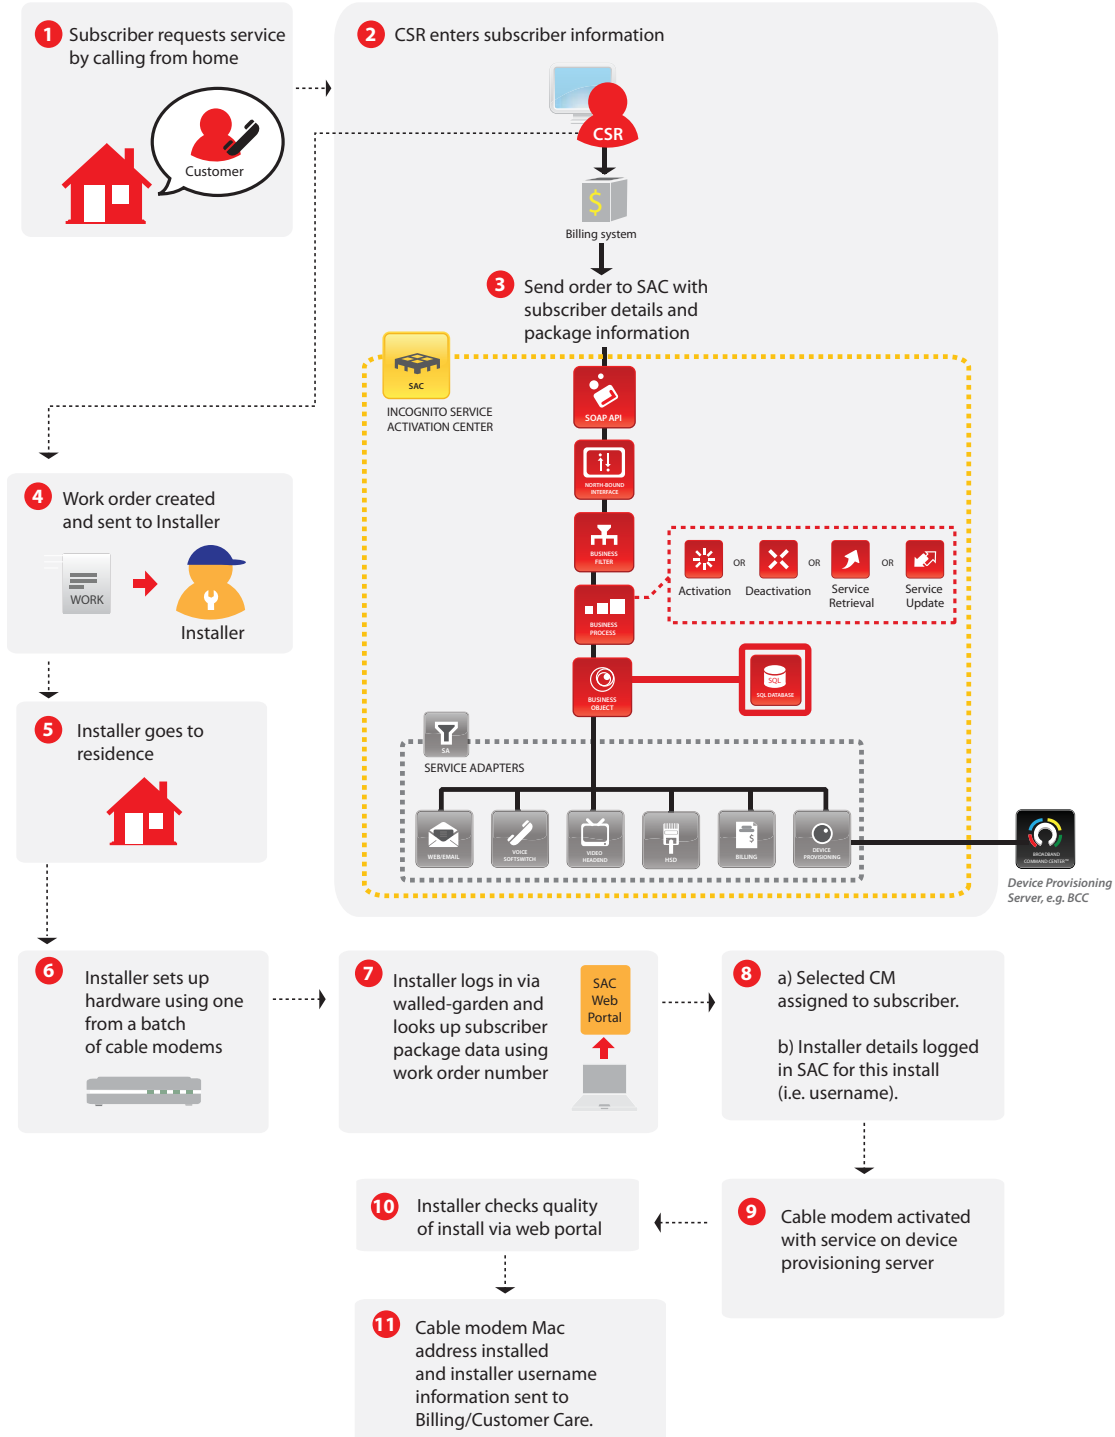 1 Subscriber requests service
by calling from home
Customer
2 CSR enters subscriber information
CSR
$
Billing system
3 Send order to SAC with
subscriber details and
package information
SAC
INCOGNITO SERVICE
ACTIVATION CENTER
SOAP API
NORTH-BOUND
INTERFACE
BUSINESS
FILTER
BUSINESS
PROCESS
Activation
OR
Deactivation
OR
Service
Retrieval
OR
Service
Update
BUSINESS
OBJECT
SQL
SQL DATABASE
SA
SERVICE ADAPTERS
WEB/EMAIL
VOICE
SOFTSWITCH
VIDEO
HEADEND
HSD
$
BILLING
DEVICE
PROVISIONING
BROADBAND
COMMAND CENTER™
Device Provisioning
Server, e.g. BCC
4 Work order created
and sent to Installer
WORK
Installer
5 Installer goes to
residence
6 Installer sets up
hardware using one
from a batch
of cable modems
7 Installer logs in via
walled-garden and
looks up subscriber
package data using
work order number
SAC
Web
Portal
8 a) Selected CM
assigned to subscriber.
b) Installer details logged
in SAC for this install
(i.e. username).
9 Cable modem activated
with service on device
provisioning server
10 Installer checks quality
of install via web portal
11 Cable modem Mac
address installed
and installer username
information sent to
Billing/Customer Care.